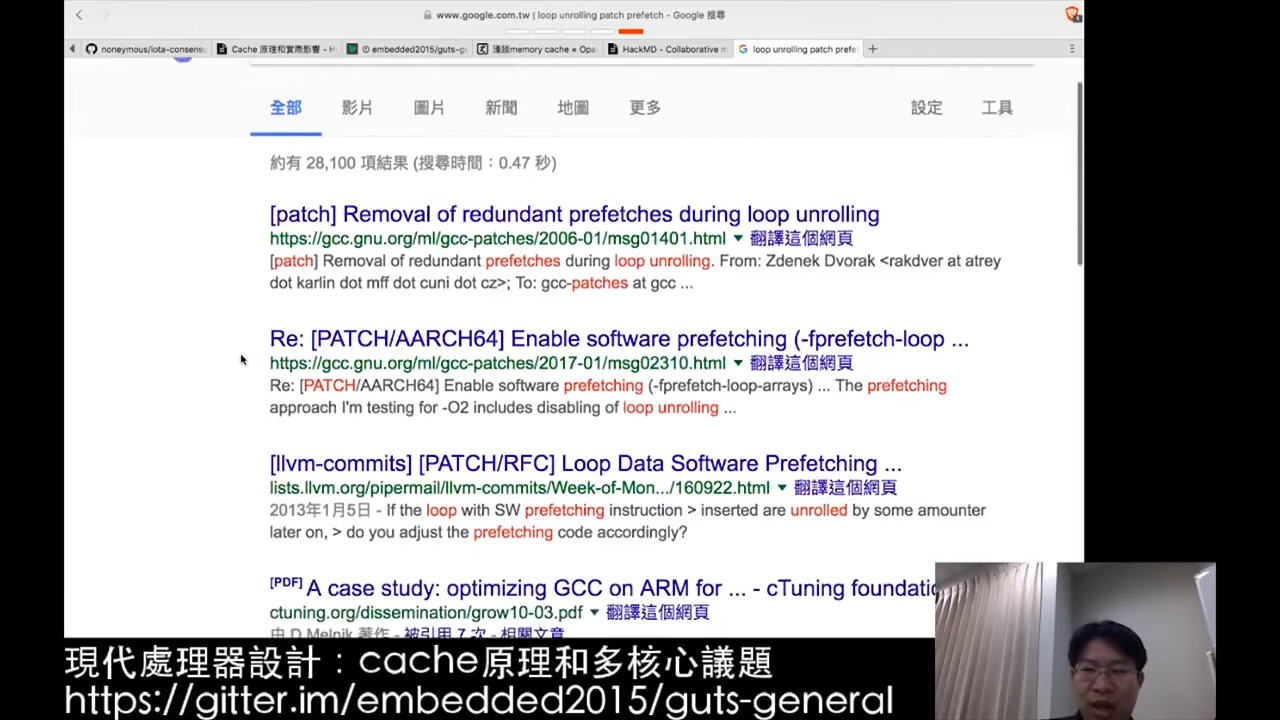 www.google.com.tw | loop unrolling patch prefetch - Google 搜尋
noneymous/iota-consensu
Cache 原理和實際影響 - H
embedded2015/guts-g
淺談memory cache « Opa
HackMD - Collaborative m
loop unrolling patch prefe
全部 影片 圖片 新聞 地圖 更多 設定 工具
約有 28,100 項結果 (搜尋時間：0.47 秒)
[patch] Removal of redundant prefetches during loop unrolling
https://gcc.gnu.org/ml/gcc-patches/2006-01/msg01401.html ▼ 翻譯這個網頁
[patch] Removal of redundant prefetches during loop unrolling. From: Zdenek Dvorak <rakdver at atrey
dot karlin dot mff dot cuni dot cz>; To: gcc-patches at gcc ...
Re: [PATCH/AARCH64] Enable software prefetching (-fprefetch-loop ...
https://gcc.gnu.org/ml/gcc-patches/2017-01/msg02310.html ▼ 翻譯這個網頁
Re: [PATCH/AARCH64] Enable software prefetching (-fprefetch-loop-arrays) ... The prefetching
approach I'm testing for -O2 includes disabling of loop unrolling ...
[llvm-commits] [PATCH/RFC] Loop Data Software Prefetching ...
lists.llvm.org/pipermail/llvm-commits/Week-of-Mon.../160922.html ▼ 翻譯這個網頁
2013年1月5日 - If the loop with SW prefetching instruction > inserted are unrolled by some amounter
later on, > do you adjust the prefetching code accordingly?
[PDF] A case study: optimizing GCC on ARM for ... - cTuning foundatio
ctuning.org/dissemination/grow10-03.pdf ▼ 翻譯這個網頁
由 D Melnik 著作 - 被引用 7 次 - 相關文章
現代處理器設計：cache原理和多核心議題
https://gitter.im/embedded2015/guts-general